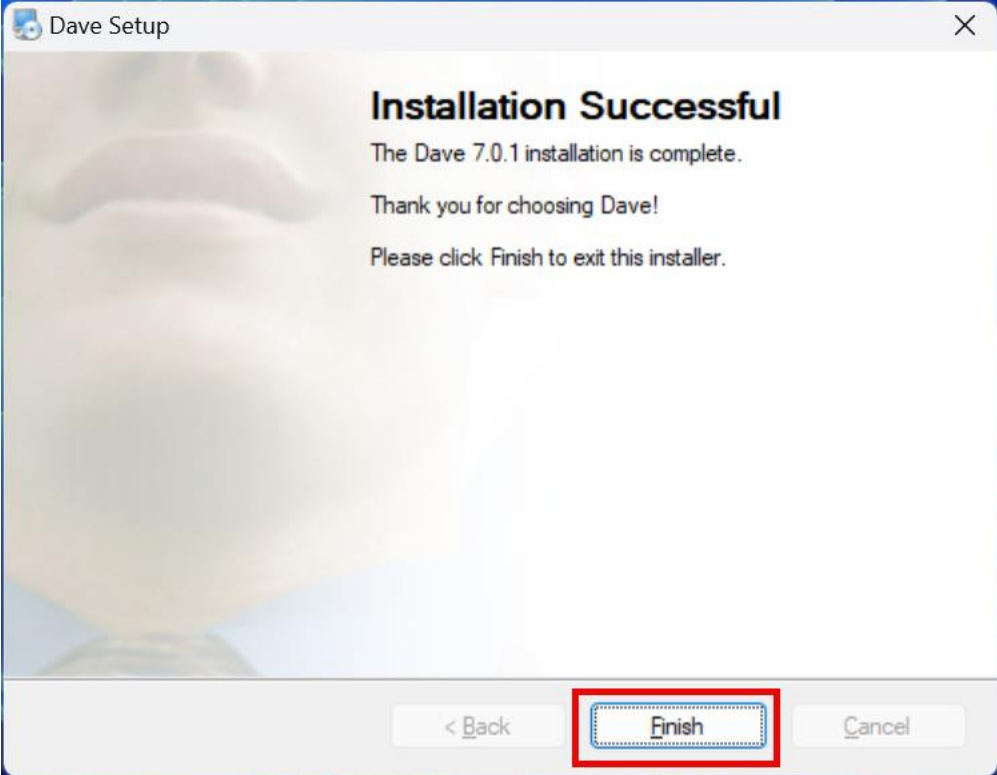 Dave Setup
Installation Successful
The Dave 7.0.1 installation is complete.
Thank you for choosing Dave!
Please click Finish to exit this installer.
< Back
Finish
Cancel